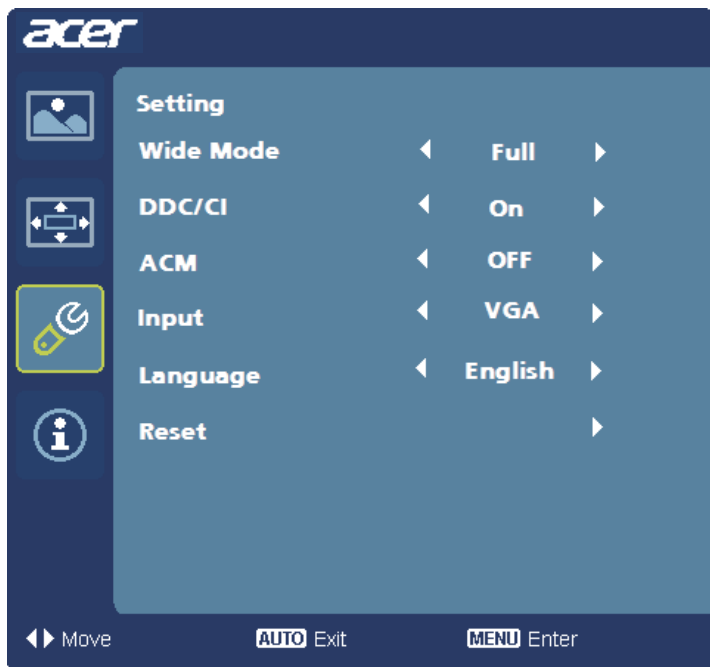 acer
Setting
Wide Mode Full
DDC/CI On
ACM OFF
Input VGA
Language English
Reset
Move AUTO Exit MENU Enter